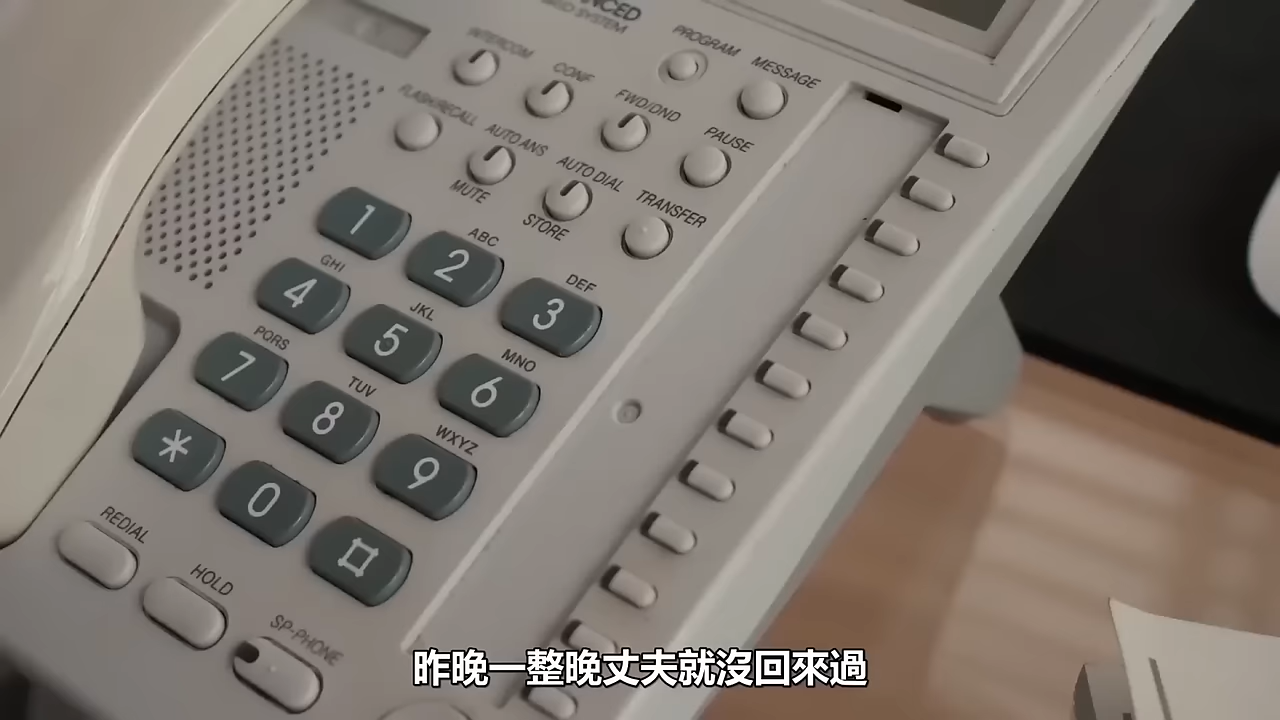 NCED
SYSTEM
PROGRAM
MESSAGE
INTERCOM
CONF
FWD/DND
PAUSE
FLASH/RECALL
AUTO ANS
MUTE
AUTO DIAL
STORE
TRANSFER
1
ABC
2
DEF
3
GHI
4
JKL
5
MNO
6
PQRS
7
TUV
8
WXYZ
9
*
0
⌗
REDIAL
HOLD
SP-PHONE
昨晚一整晚丈夫就沒回來過